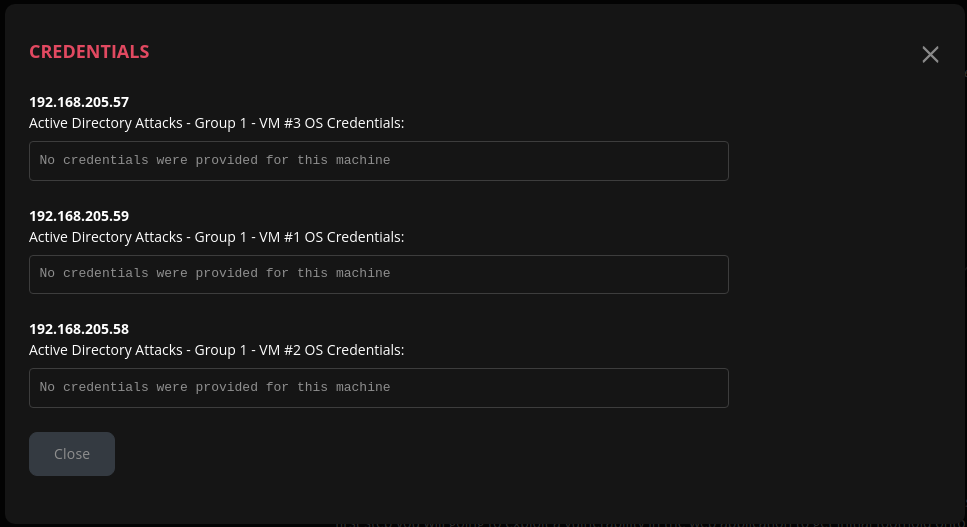 CREDENTIALS
192.168.205.57
Active Directory Attacks - Group 1 - VM #3 OS Credentials:
No credentials were provided for this machine
192.168.205.59
Active Directory Attacks - Group 1 - VM #1 OS Credentials:
No credentials were provided for this machine
192.168.205.58
Active Directory Attacks - Group 1 - VM #2 OS Credentials:
No credentials were provided for this machine
Close